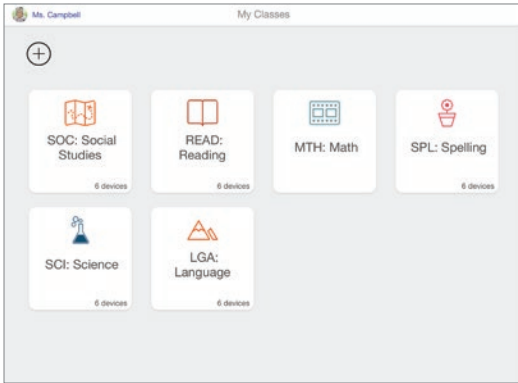 Ms. Campbell
My Classes
SOC: Social
Studies
6 devices
READ:
Reading
6 devices
MTH: Math
SPL: Spelling
6 devices
SCI: Science
6 devices
LGA:
Language
6 devices